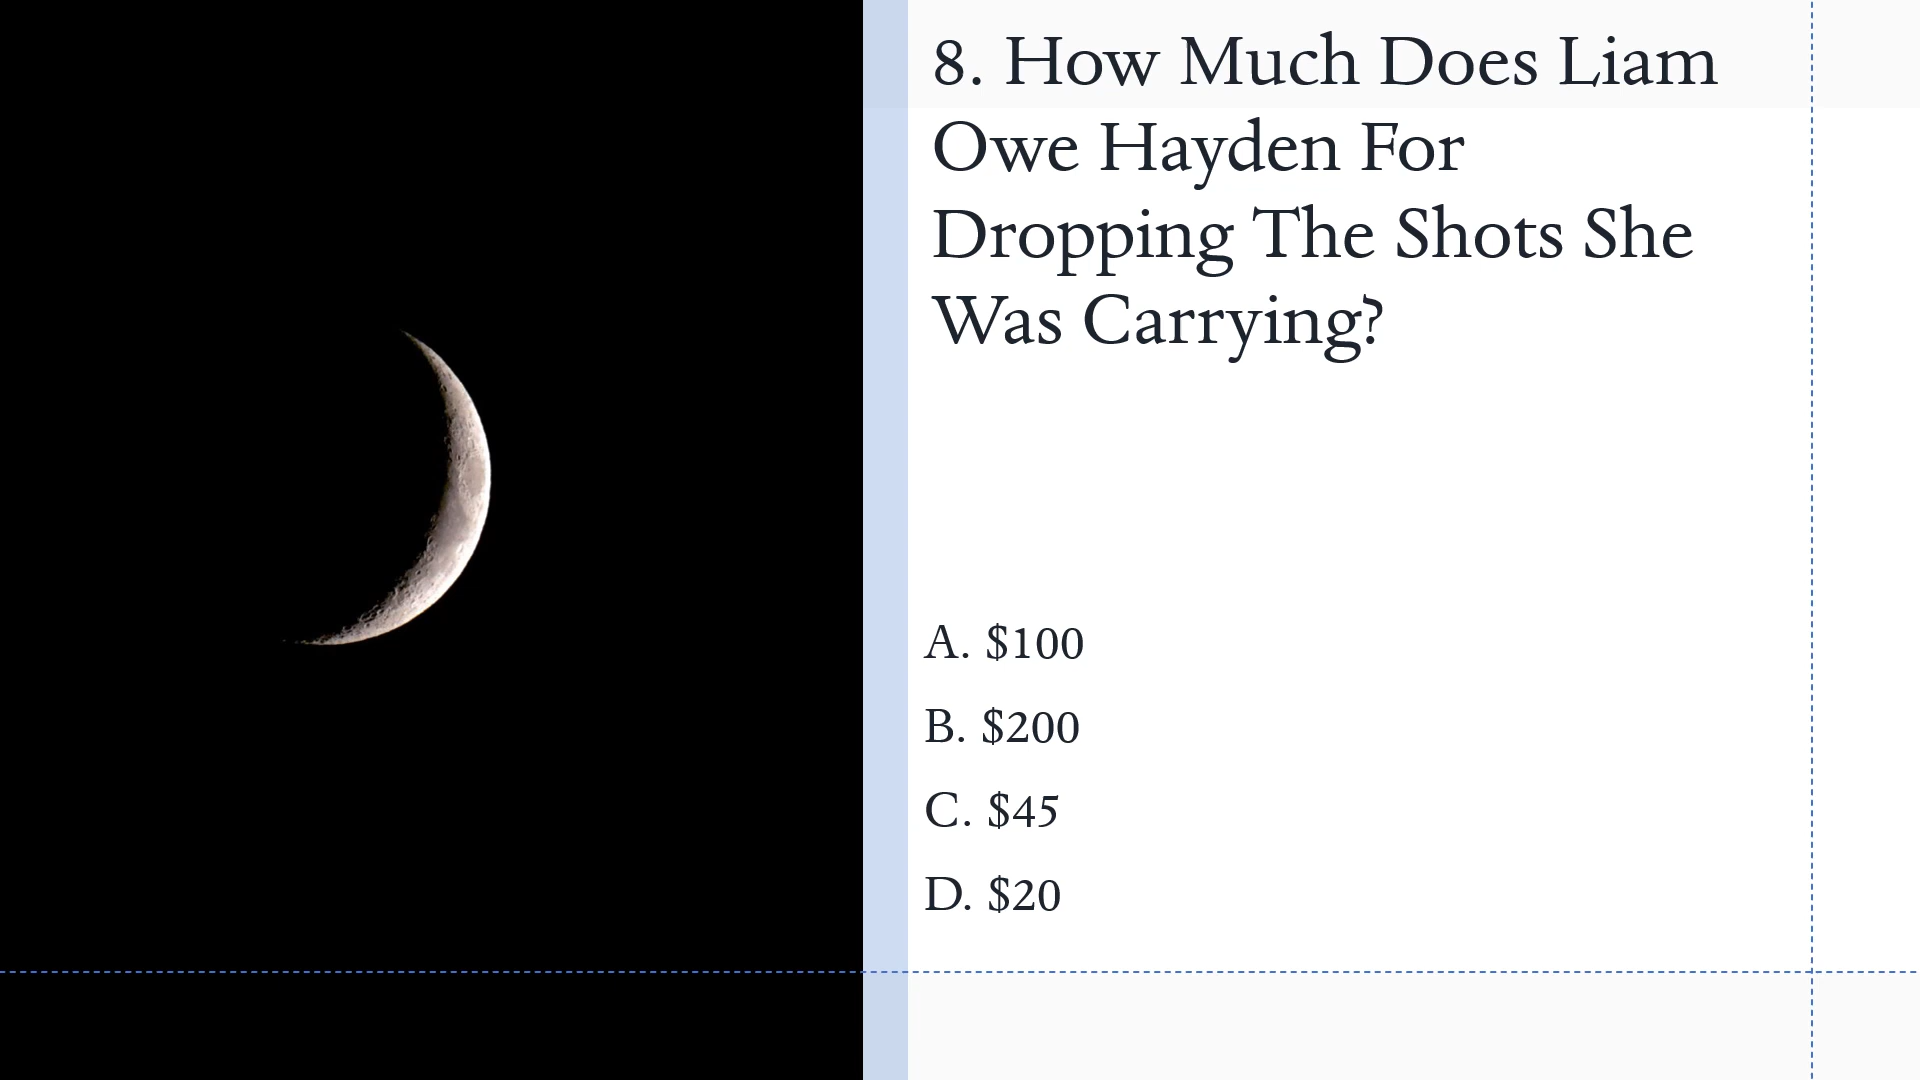 8. How Much Does Liam
Owe Hayden For
Dropping The Shots She
Was Carrying?
A. $100
B. $200
C. $45
D. $20